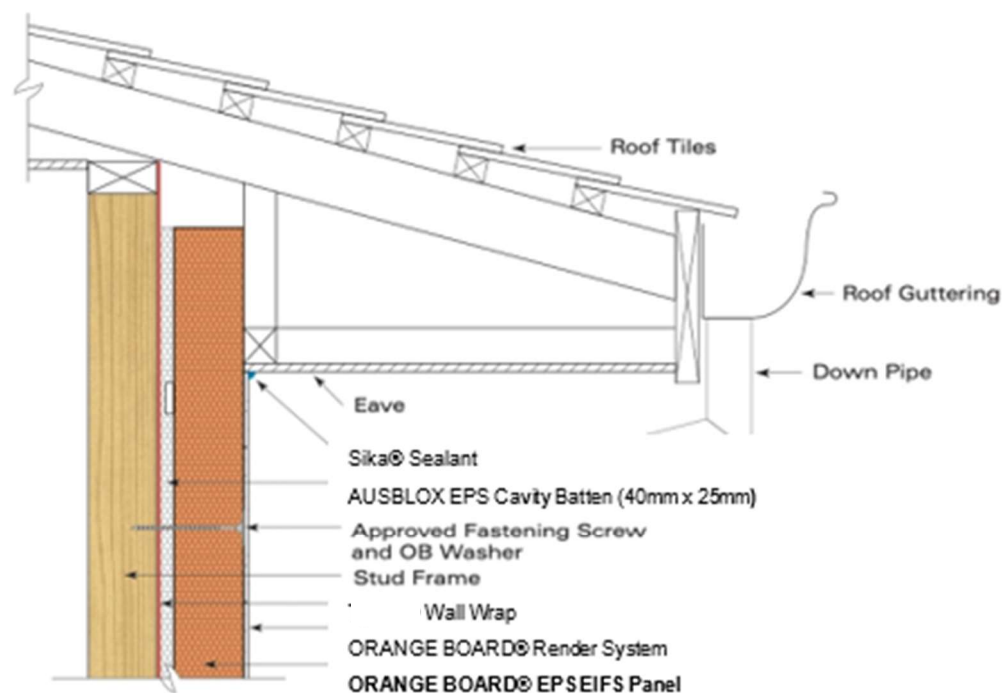 Roof Tiles
Roof Guttering
Down Pipe
Eave
Sika® Sealant
AUSBLOX EPS Cavity Batten (40mm x 25mm)
Approved Fastening Screw
and OB Washer
Stud Frame
Wall Wrap
ORANGE BOARD® Render System
ORANGE BOARD® EPS EIFS Panel